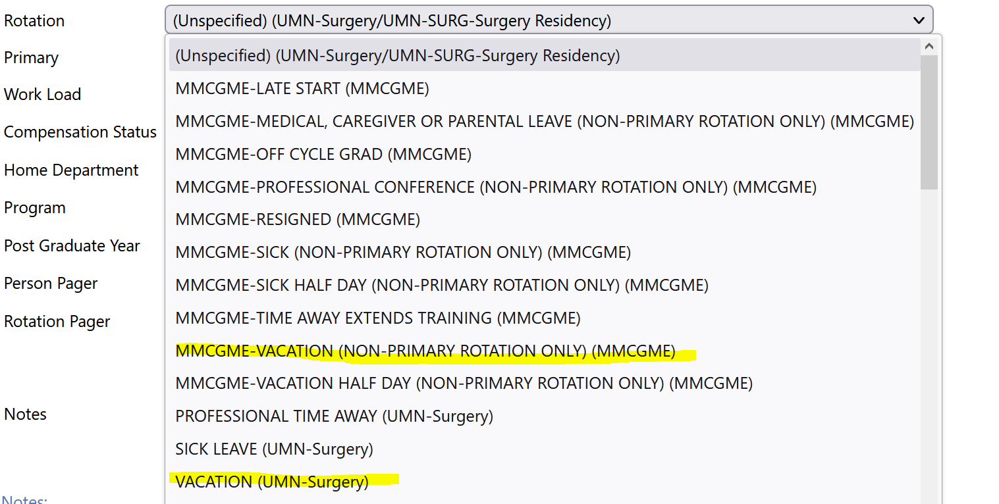 Rotation
(Unspecified) (UMN-Surgery/UMN-SURG-Surgery Residency)
Primary
Work Load
Compensation Status
Home Department
Program
Post Graduate Year
Person Pager
Rotation Pager
Notes
Notes:
(Unspecified) (UMN-Surgery/UMN-SURG-Surgery Residency)
MMCGME-LATE START (MMCGME)
MMCGME-MEDICAL, CAREGIVER OR PARENTAL LEAVE (NON-PRIMARY ROTATION ONLY) (MMCGME)
MMCGME-OFF CYCLE GRAD (MMCGME)
MMCGME-PROFESSIONAL CONFERENCE (NON-PRIMARY ROTATION ONLY) (MMCGME)
MMCGME-RESIGNED (MMCGME)
MMCGME-SICK (NON-PRIMARY ROTATION ONLY) (MMCGME)
MMCGME-SICK HALF DAY (NON-PRIMARY ROTATION ONLY) (MMCGME)
MMCGME-TIME AWAY EXTENDS TRAINING (MMCGME)
MMCGME-VACATION (NON-PRIMARY ROTATION ONLY) (MMCGME)
MMCGME-VACATION HALF DAY (NON-PRIMARY ROTATION ONLY) (MMCGME)
PROFESSIONAL TIME AWAY (UMN-Surgery)
SICK LEAVE (UMN-Surgery)
VACATION (UMN-Surgery)